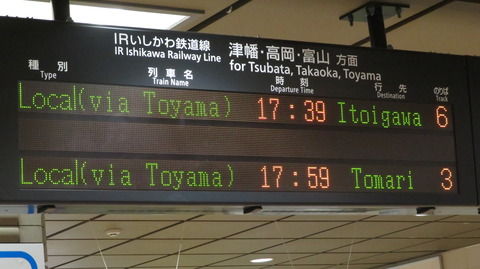 IRいしかわ鉄道線 津幡・高岡・富山 方面
IR Ishikawa Railway Line for Tsubata, Takaoka, Toyama
種別 列車名 時刻 行先 のりば
Type Train Name Departure Time Destination Track
Local(via Toyama) 17:39 Itoigawa 6
Local(via Toyama) 17:59 Tomari 3